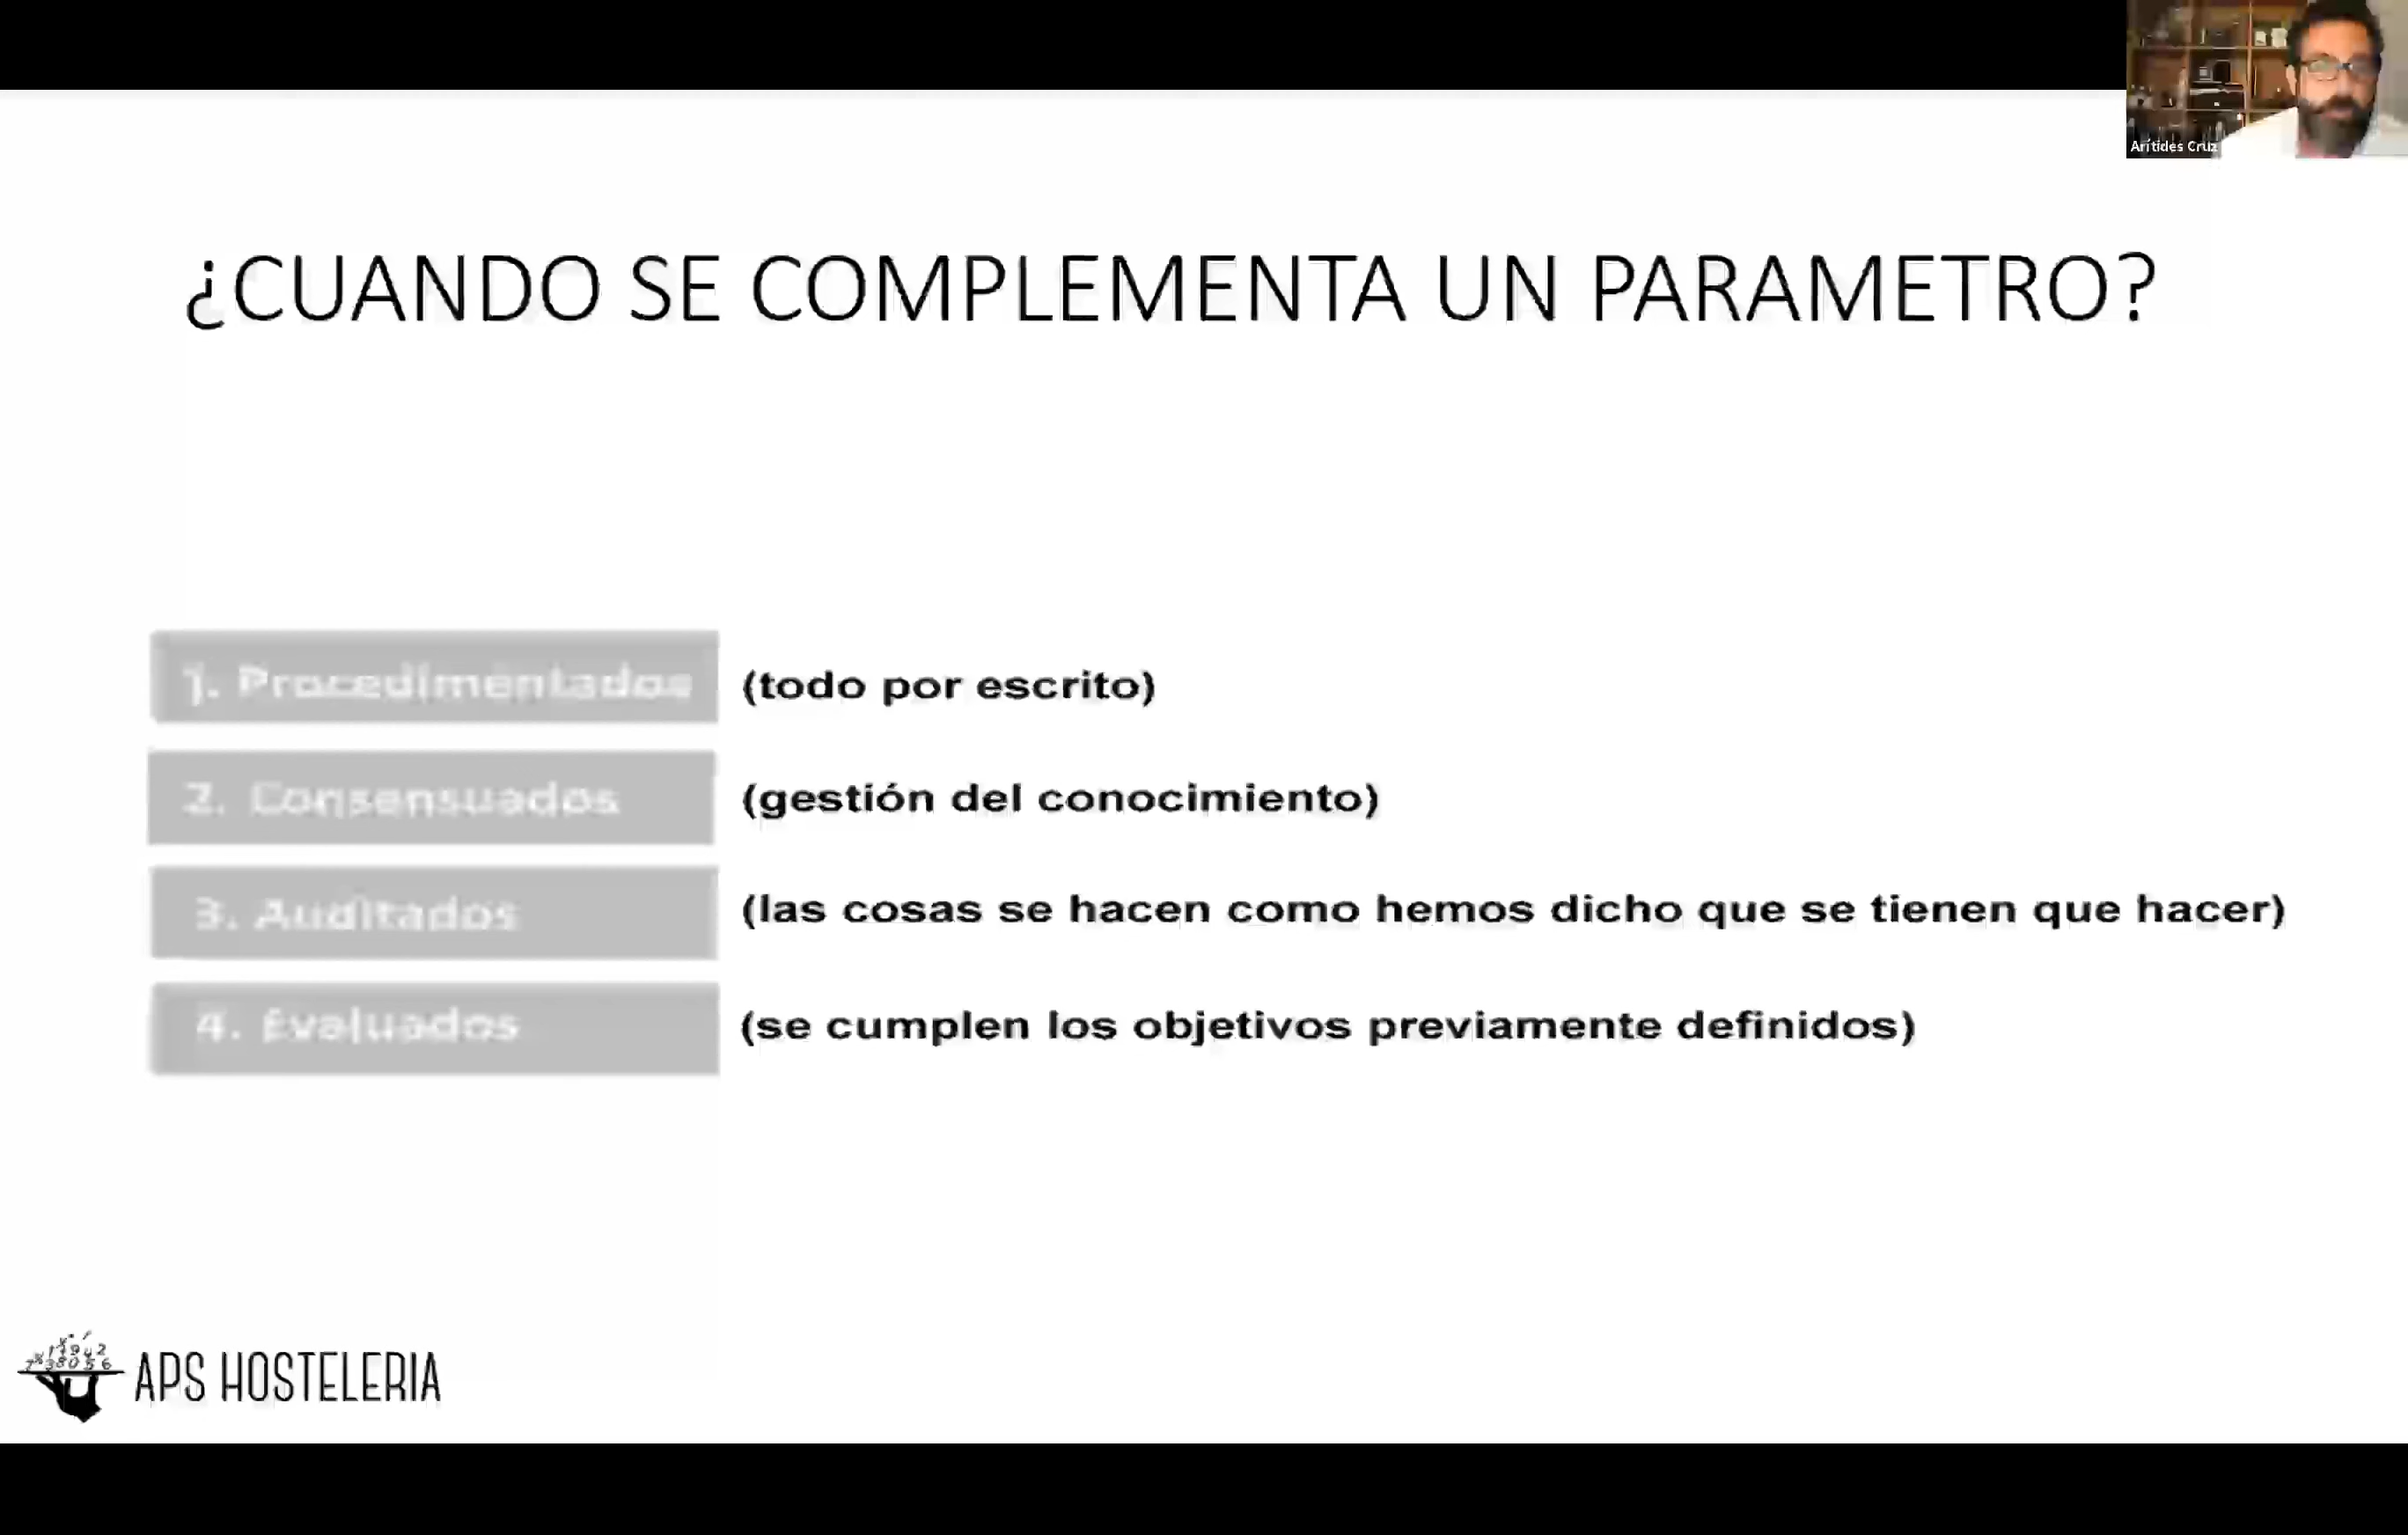 Arítides Cruz
¿CUANDO SE COMPLEMENTA UN PARAMETRO?
1. Procedimentados (todo por escrito)
2. Consensuados (gestión del conocimiento)
3. Auditados (las cosas se hacen como hemos dicho que se tienen que hacer)
4. Evaluados (se cumplen los objetivos previamente definidos)
APS HOSTELERIA